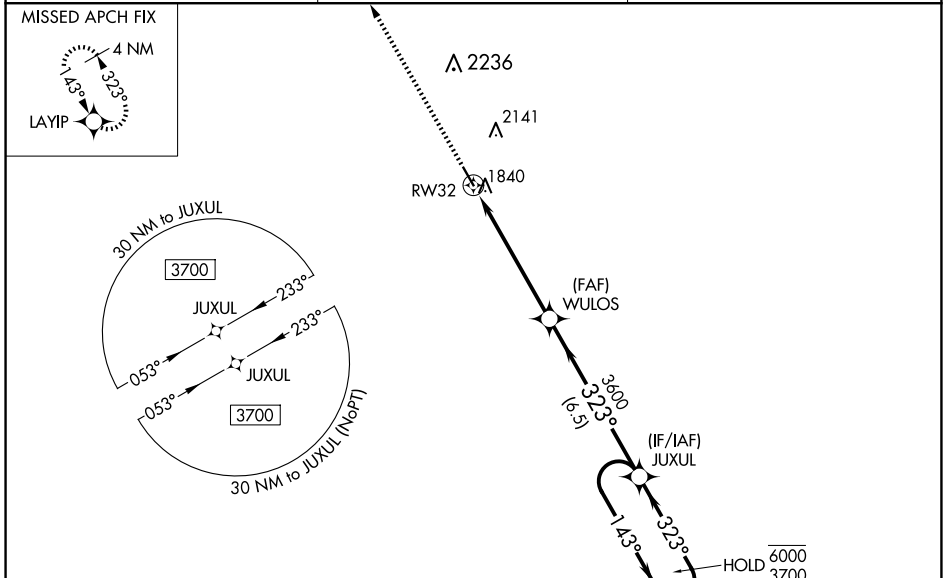 MISSED APCH FIX
4 NM
143°
323°
LAYIP
2236
2141
1840
RW32
30 NM to JUXUL
3700
233°
JUXUL
053°
233°
JUXUL
053°
3700
30 NM to JUXUL (NoPT)
(FAF)
WULOS
3600
323°
(6.5)
(IF/IAF)
JUXUL
143°
323°
HOLD 6000
3700